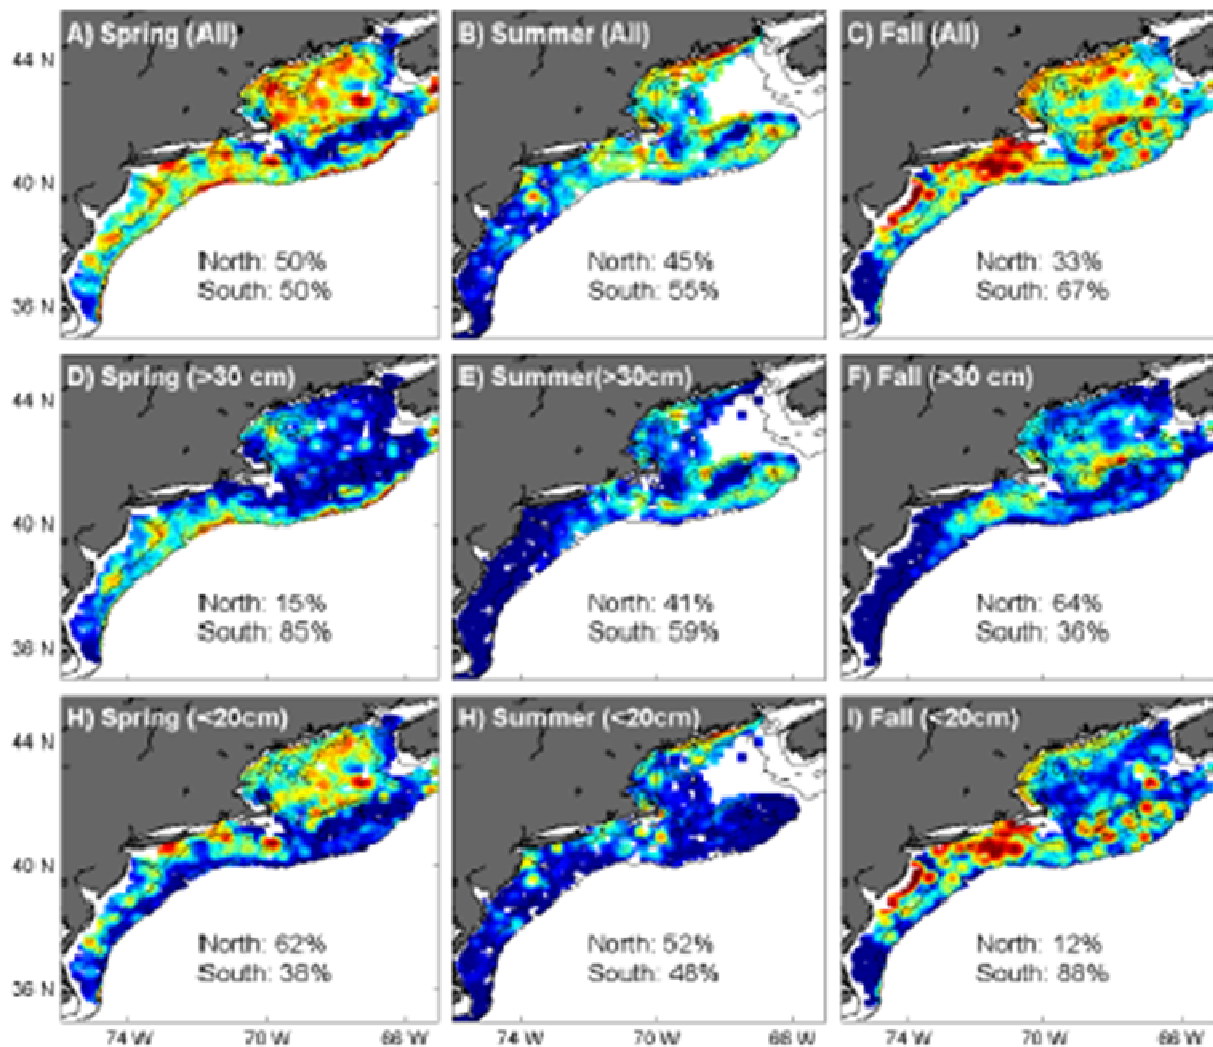 A) Spring (All)
B) Summer (All)
C) Fall (All)
44 N
40 N
36 N
North: 50%
South: 50%
North: 45%
South: 55%
North: 33%
South: 67%
D) Spring (>30 cm)
E) Summer(>30cm)
F) Fall (>30 cm)
44 N
40 N
36 N
North: 15%
South: 85%
North: 41%
South: 59%
North: 64%
South: 36%
H) Spring (<20cm)
H) Summer (<20cm)
I) Fall (<20cm)
44 N
40 N
36 N
North: 62%
South: 38%
North: 52%
South: 48%
North: 12%
South: 88%
74 W
70 W
74 W
70 W
66 W
74 W
70 W
66 W